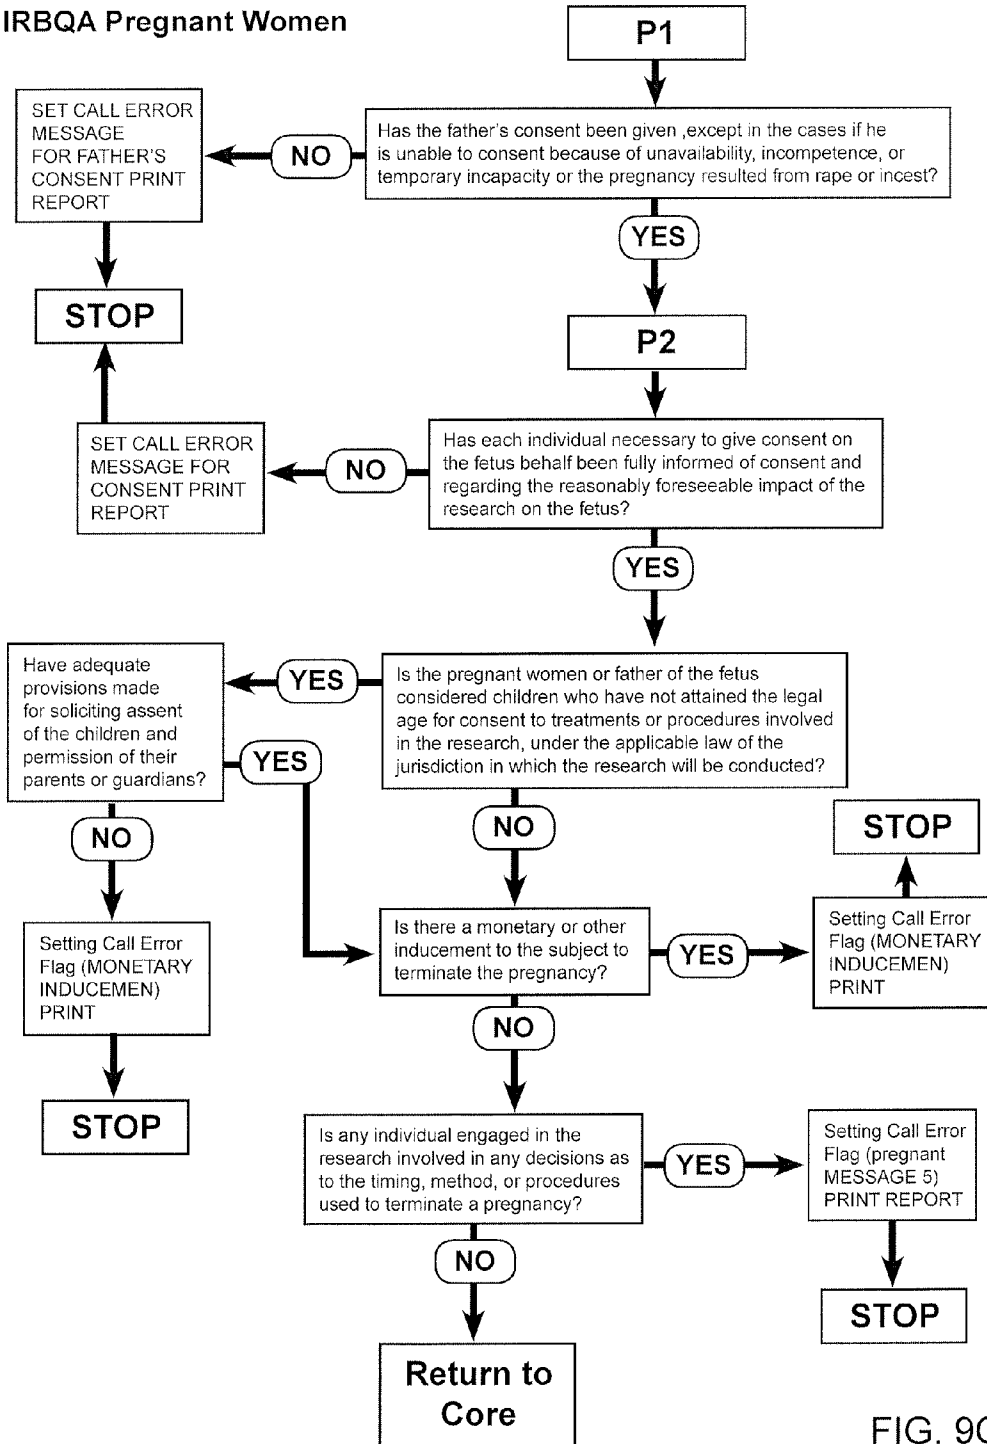 IRBQA Pregnant Women
P1
SET CALL ERROR
MESSAGE
FOR FATHER'S
CONSENT PRINT
REPORT
NO
Has the father's consent been given ,except in the cases if he
is unable to consent because of unavailability, incompetence, or
temporary incapacity or the pregnancy resulted from rape or incest?
YES
STOP
P2
SET CALL ERROR
MESSAGE FOR
CONSENT PRINT
REPORT
NO
Has each individual necessary to give consent on
the fetus behalf been fully informed of consent and
regarding the reasonably foreseeable impact of the
research on the fetus?
YES
Have adequate
provisions made
for soliciting assent
of the children and
permission of their
parents or guardians?
YES
Is the pregnant women or father of the fetus
considered children who have not attained the legal
age for consent to treatments or procedures involved
in the research, under the applicable law of the
jurisdiction in which the research will be conducted?
YES
NO
NO
STOP
Setting Call Error
Flag (MONETARY
INDUCEMEN)
PRINT
Is there a monetary or other
inducement to the subject to
terminate the pregnancy?
YES
Setting Call Error
Flag (MONETARY
INDUCEMEN)
PRINT
NO
STOP
Is any individual engaged in the
research involved in any decisions as
to the timing, method, or procedures
used to terminate a pregnancy?
YES
Setting Call Error
Flag (pregnant
MESSAGE 5)
PRINT REPORT
NO
STOP
Return to
Core
FIG. 9C